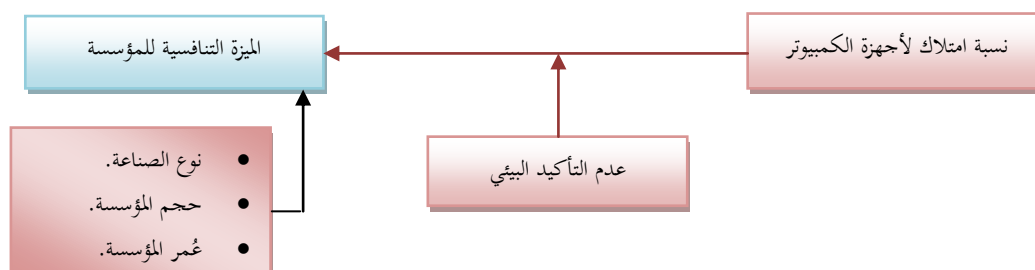 نسبة امتلاك لأجهزة الكمبيوتر
الميزة التنافسية للمؤسسة
عدم التأكيد البيئي
• نوع الصناعة.
• حجم المؤسسة.
• عُمر المؤسسة.